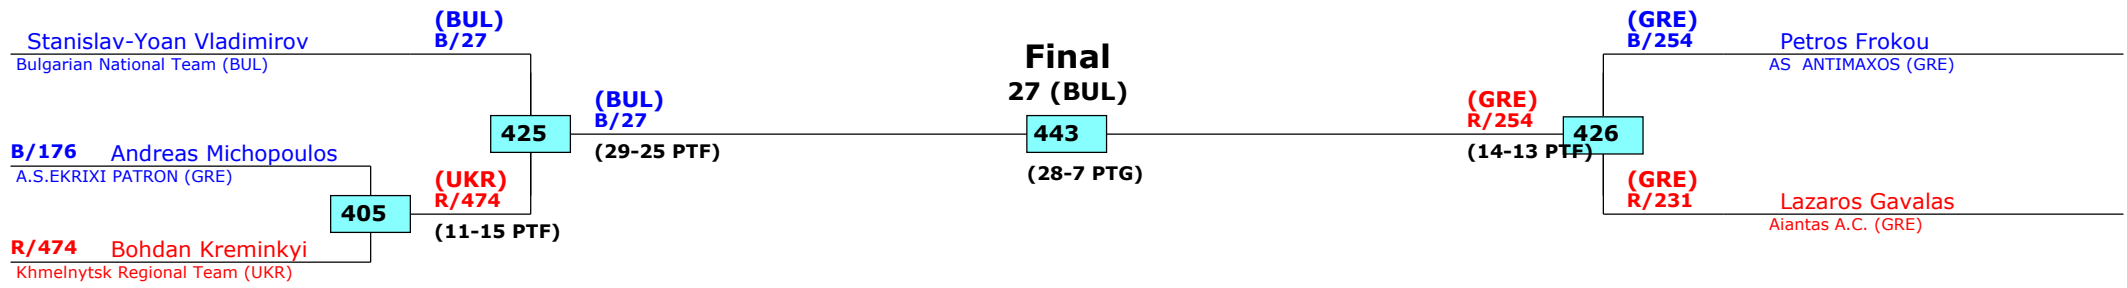 (BUL)
Stanislav-Yoan Vladimirov B/27
Bulgarian National Team (BUL)
B/176 Andreas Michopoulos
A.S.EKRIXI PATRON (GRE)
405
R/474 Bohdan Kreminkyi
Khmelnytsk Regional Team (UKR)
(UKR)
R/474
(11-15 PTF)
425
(BUL)
B/27
(29-25 PTF)
Final
27 (BUL)
443
(28-7 PTG)
(GRE)
R/254
(14-13 PTF)
426
(GRE)
B/254 Petros Frokou
AS ANTIMAXOS (GRE)
(GRE)
R/231 Lazaros Gavalas
Aiantas A.C. (GRE)